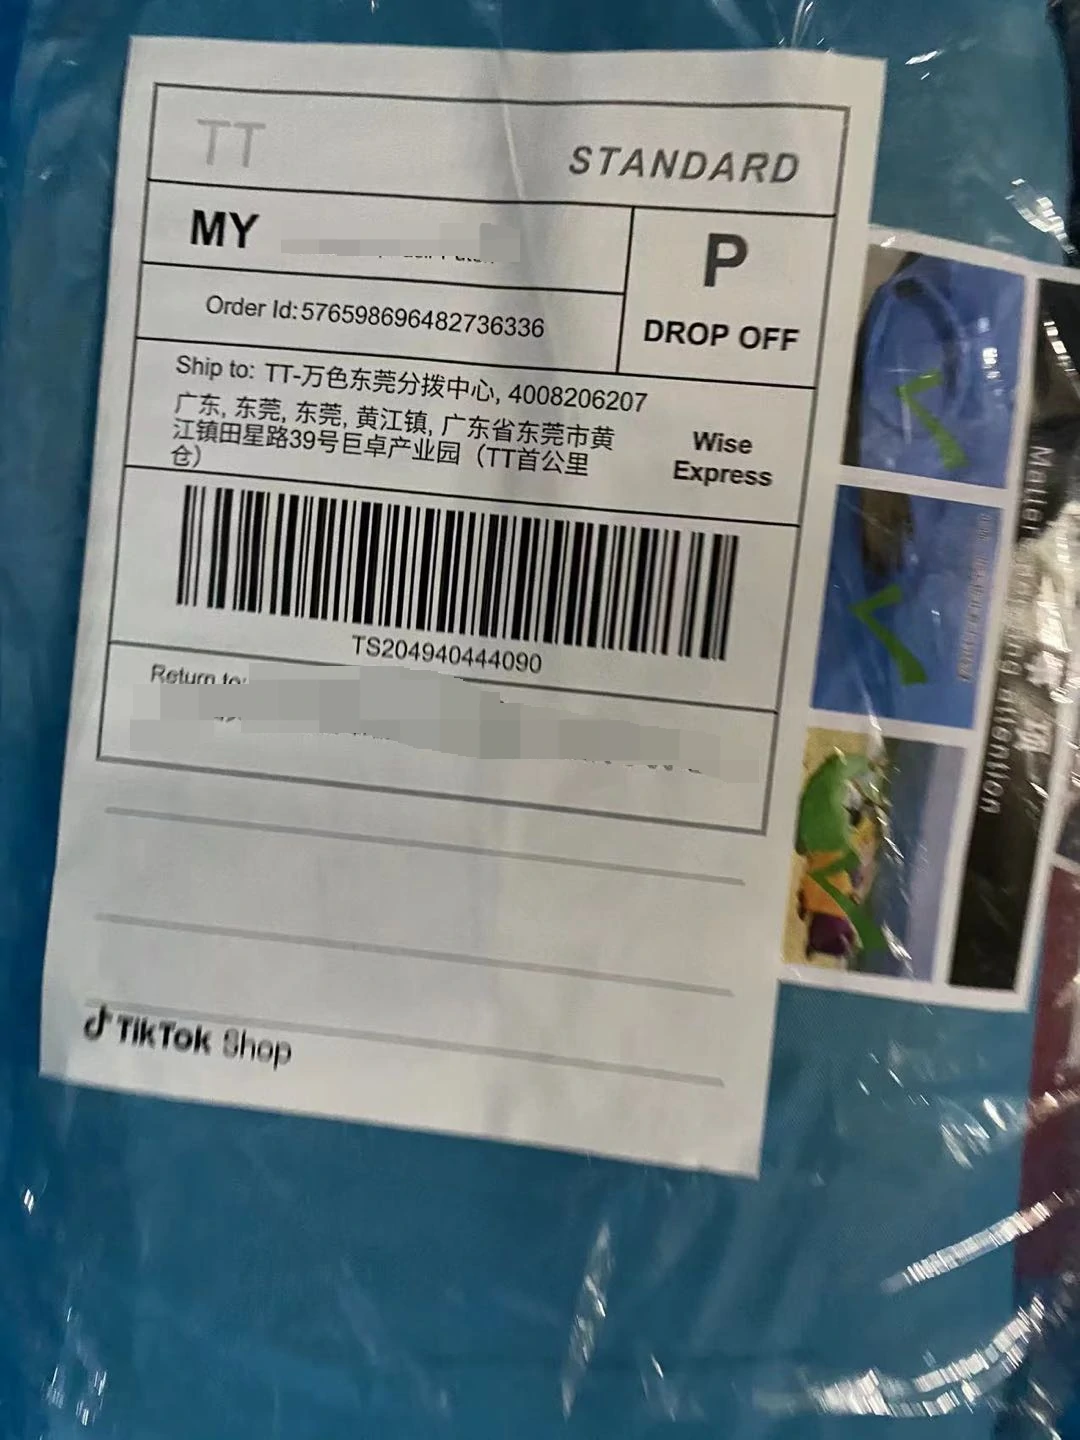 TT
STANDARD
MY
P
DROP OFF
Order Id: 576598696482736336
Ship to: TT-万色东莞分拨中心, 4008206207
广东, 东莞, 东莞, 黄江镇, 广东省东莞市黄
江镇田星路39号巨卓产业园（TT首公里
仓）
Wise
Express
TS204940444090
Return to:
TikTok Shop
Attention